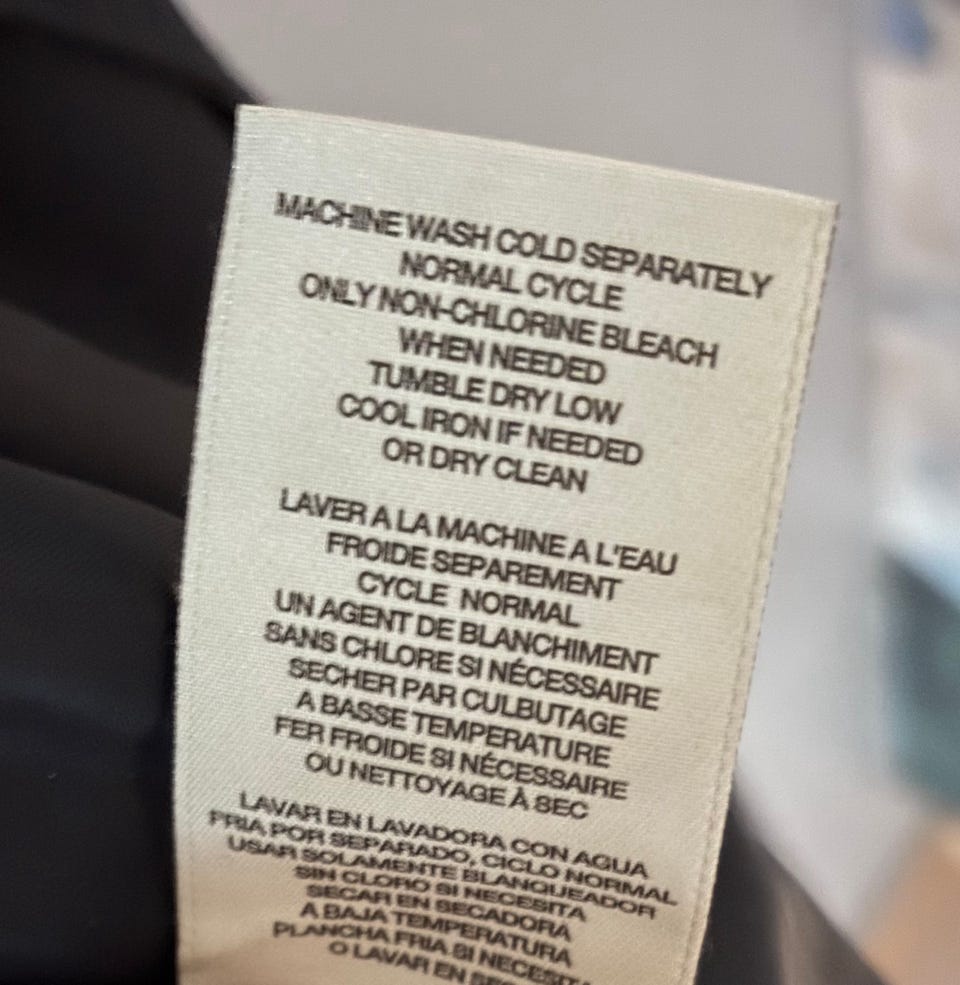 MACHINE WASH COLD SEPARATELY
NORMAL CYCLE
ONLY NON-CHLORINE BLEACH
WHEN NEEDED
TUMBLE DRY LOW
COOL IRON IF NEEDED
OR DRY CLEAN
LAVER A LA MACHINE A L'EAU
FROIDE SEPAREMENT
CYCLE NORMAL
UN AGENT DE BLANCHIMENT
SANS CHLORE SI NÉCESSAIRE
SECHER PAR CULBUTAGE
A BASSE TEMPERATURE
FER FROIDE SI NÉCESSAIRE
OU NETTOYAGE À SEC
LAVAR EN LAVADORA CON AGUA
FRIA POR SEPARADO, CICLO NORMAL
USAR SOLAMENTE BLANQUEADOR
SIN CLORO SI NECESITA
SECAR EN SECADORA
A BAJA TEMPERATURA
PLANCHA FRIA SI NECESITA
O LAVAR EN